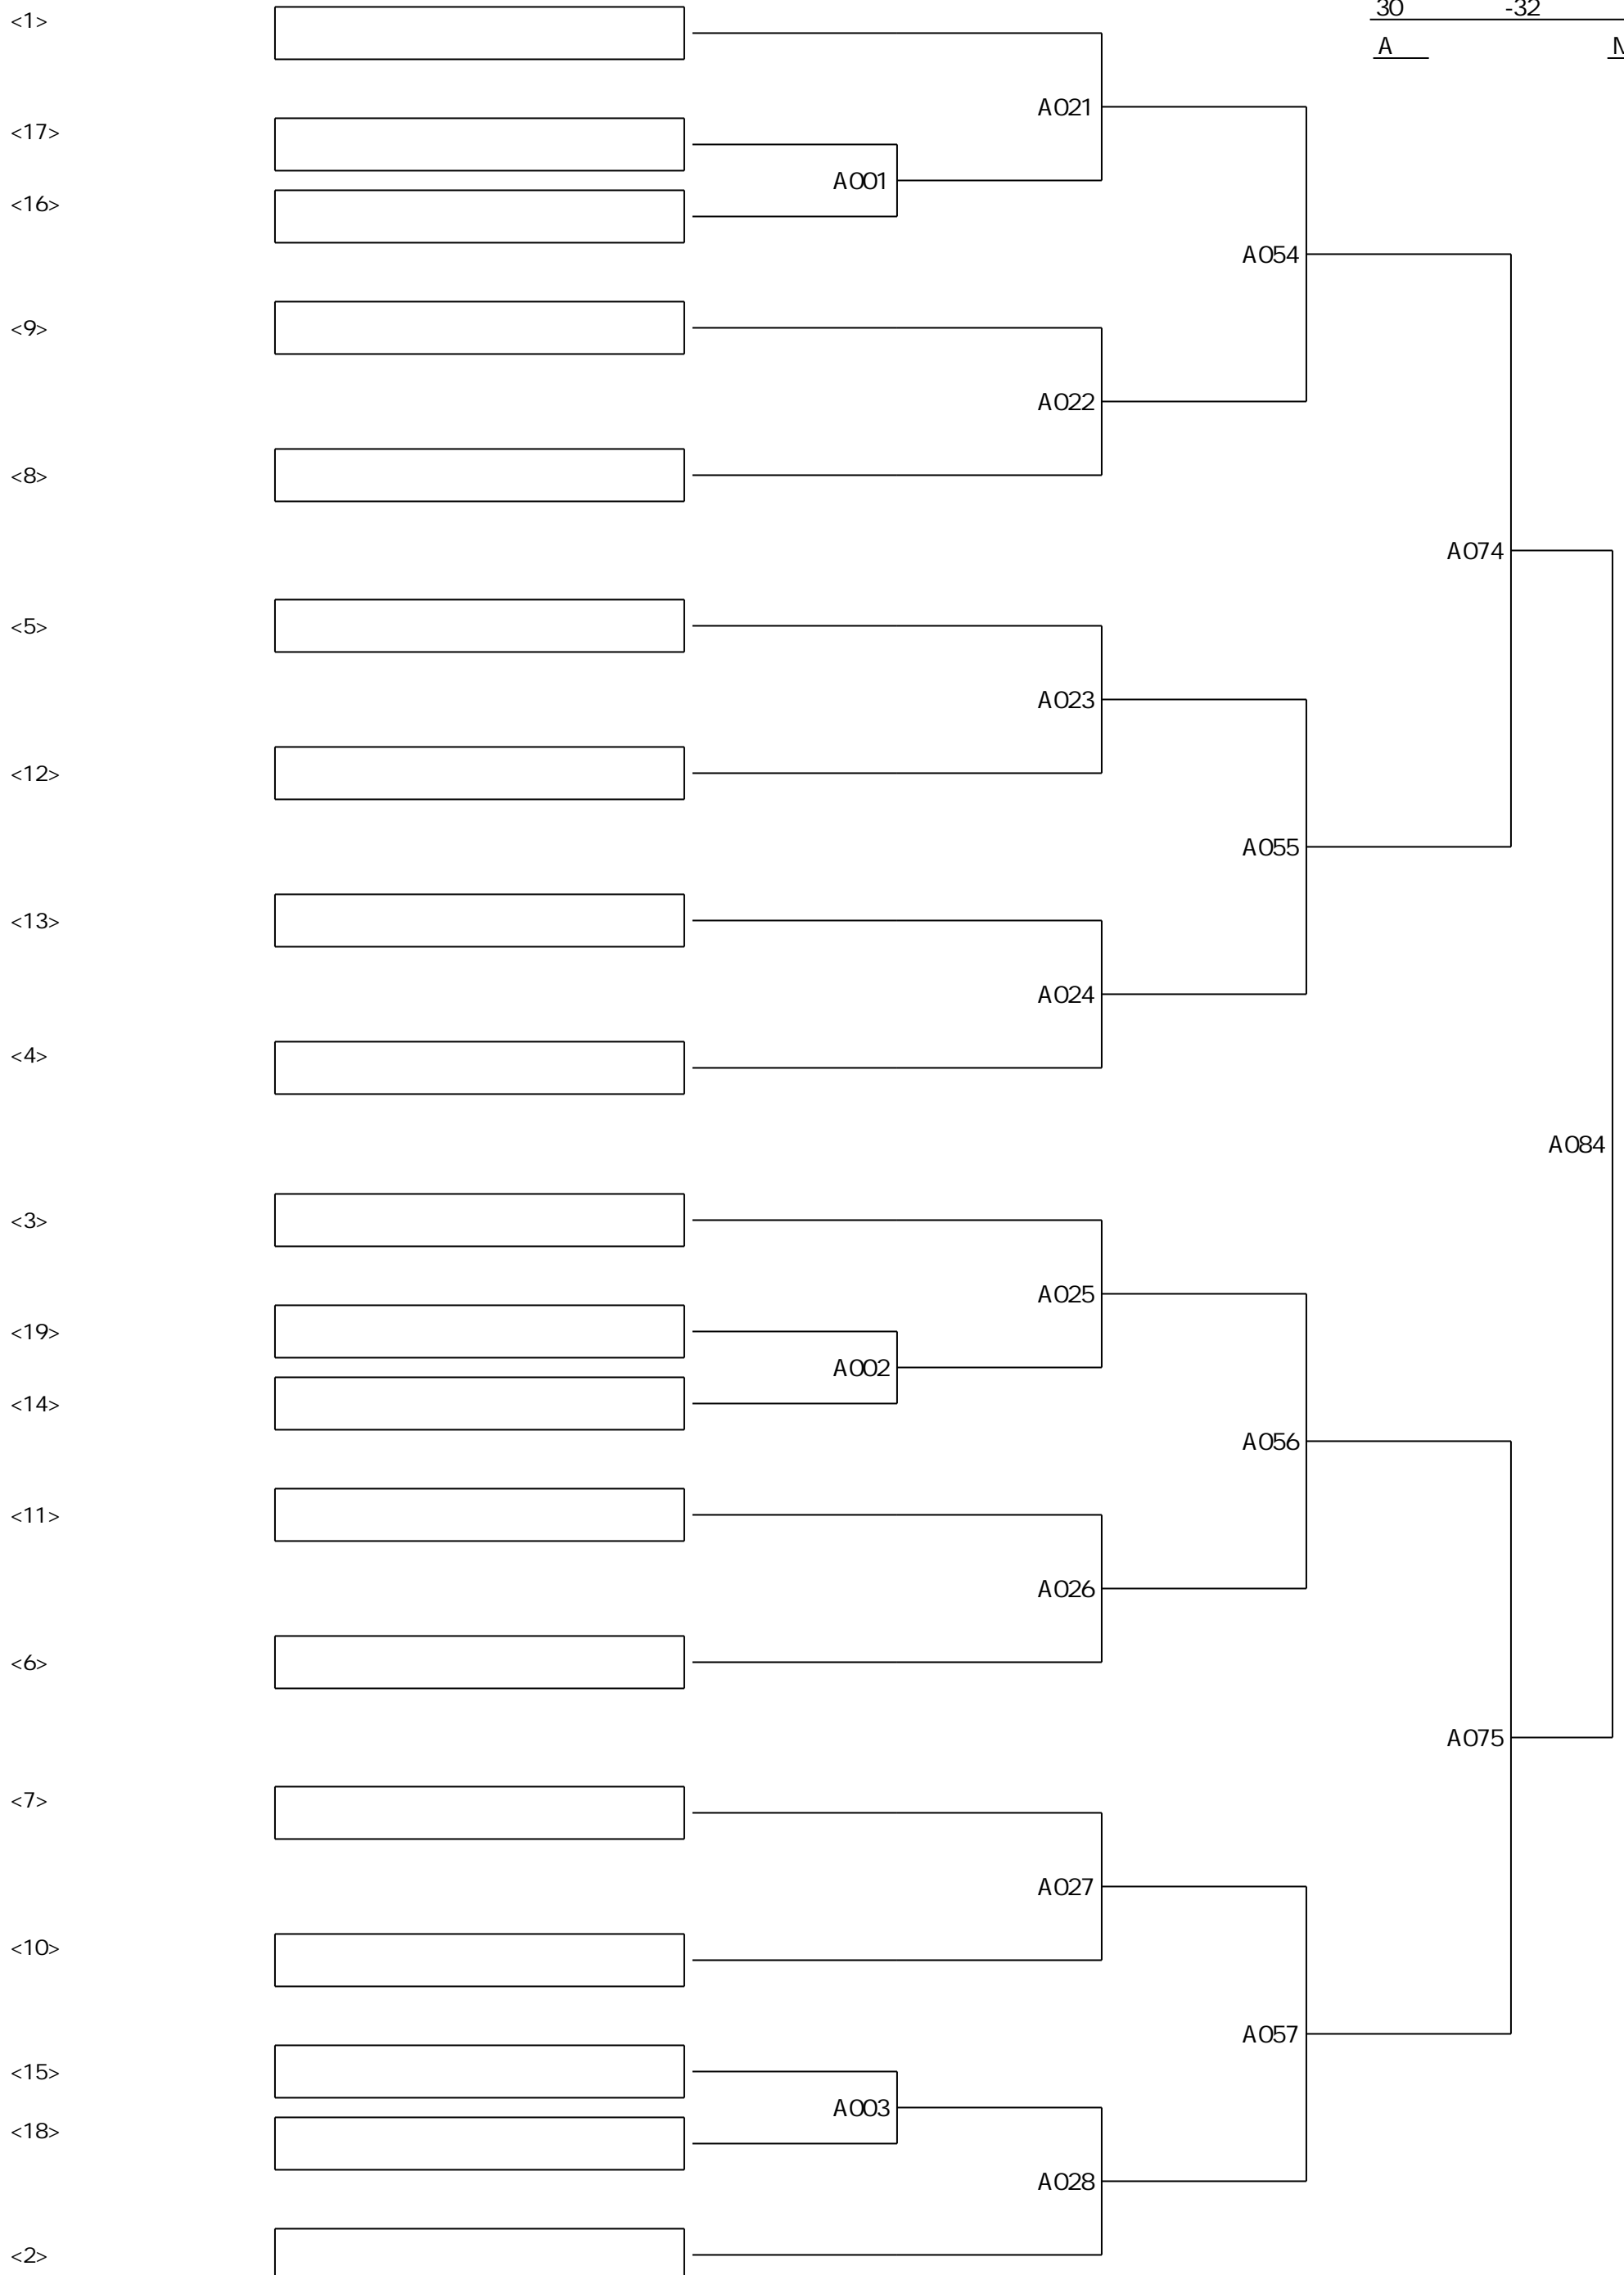 30 -32
<1>
A
A021
<17>
A001
<16>
A054
<9>
A022
<8>
A074
<5>
A023
<12>
A055
<13>
A024
<4>
A084
<3>
A025
<19>
A002
<14>
A056
<11>
A026
<6>
A075
<7>
A027
<10>
A057
<15>
A003
<18>
A028
<2>